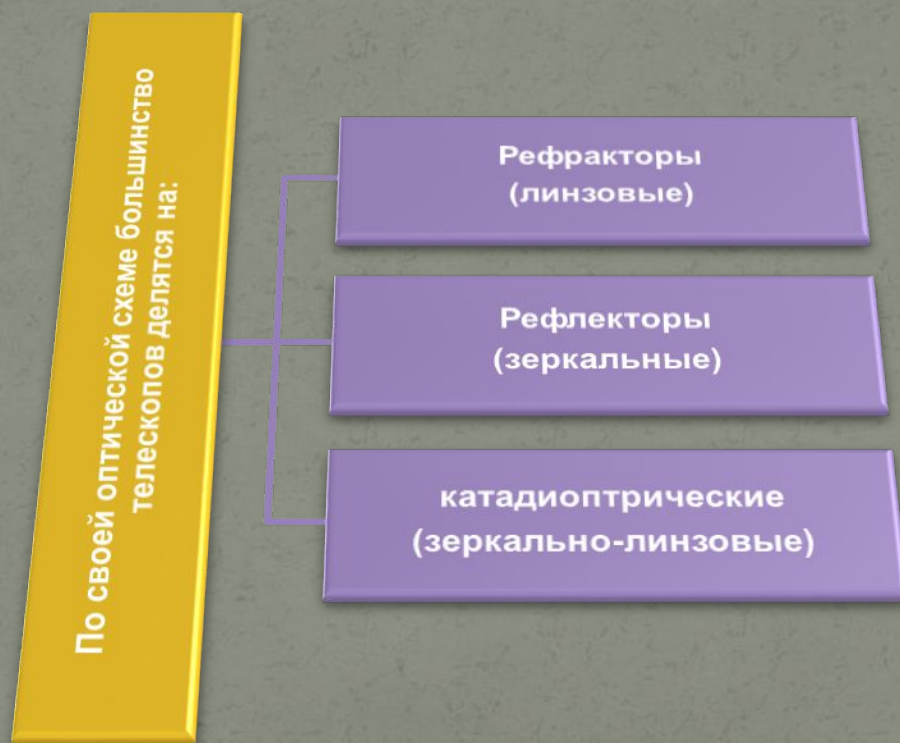 По своей оптической схеме большинство
телескопов делятся на:
Рефракторы
(линзовые)
Рефлекторы
(зеркальные)
катадиоптрические
(зеркально-линзовые)